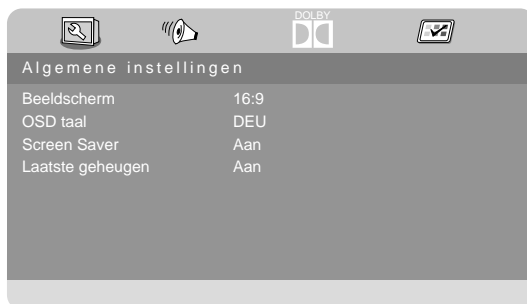 DOLBY
Algemene instellingen
Beeldscherm 16:9
OSD taal DEU
Screen Saver Aan
Laatste geheugen Aan